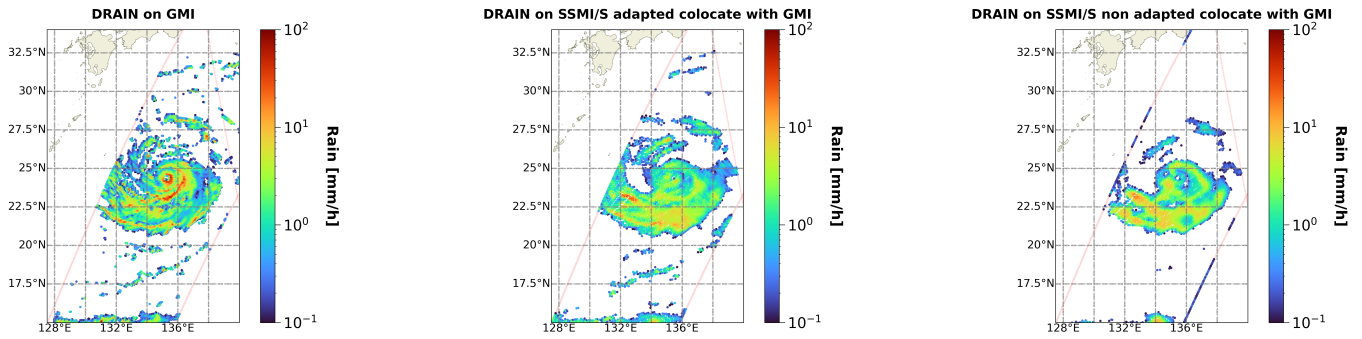 DRAIN on GMI
32.5°N
30°N
27.5°N
25°N
22.5°N
20°N
17.5°N
128°E 132°E 136°E
10²
10¹
10⁰
10⁻¹
Rain [mm/h]
DRAIN on SSMI/S adapted colocate with GMI
32.5°N
30°N
27.5°N
25°N
22.5°N
20°N
17.5°N
128°E 132°E 136°E
10²
10¹
10⁰
10⁻¹
Rain [mm/h]
DRAIN on SSMI/S non adapted colocate with GMI
32.5°N
30°N
27.5°N
25°N
22.5°N
20°N
17.5°N
128°E 132°E 136°E
10²
10¹
10⁰
10⁻¹
Rain [mm/h]